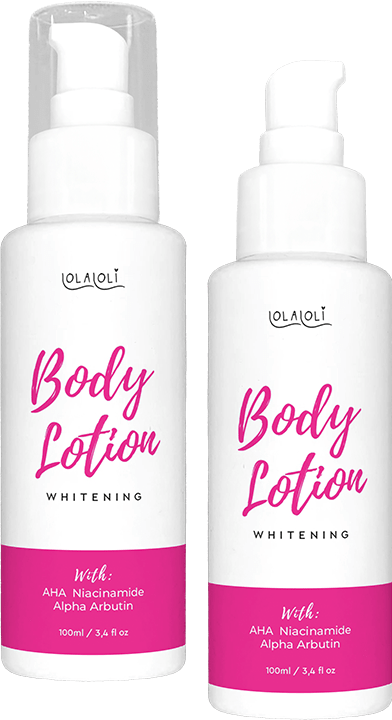 LOLALOLI
Body
Lotion
WHITENING
With:
AHA Niacinamide
Alpha Arbutin
100ml / 3,4 fl oz
LOLALOLI
Body
Lotion
WHITENING
With:
AHA Niacinamide
Alpha Arbutin
100ml / 3,4 fl oz